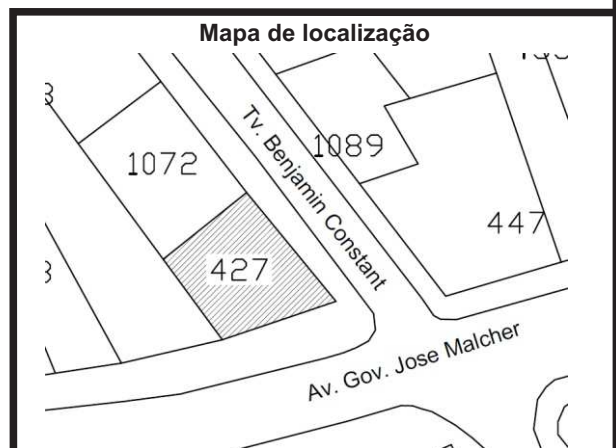 Mapa de localização
1072
Tv. Benjamin Constant
1089
447
427
Av. Gov. Jose Malcher